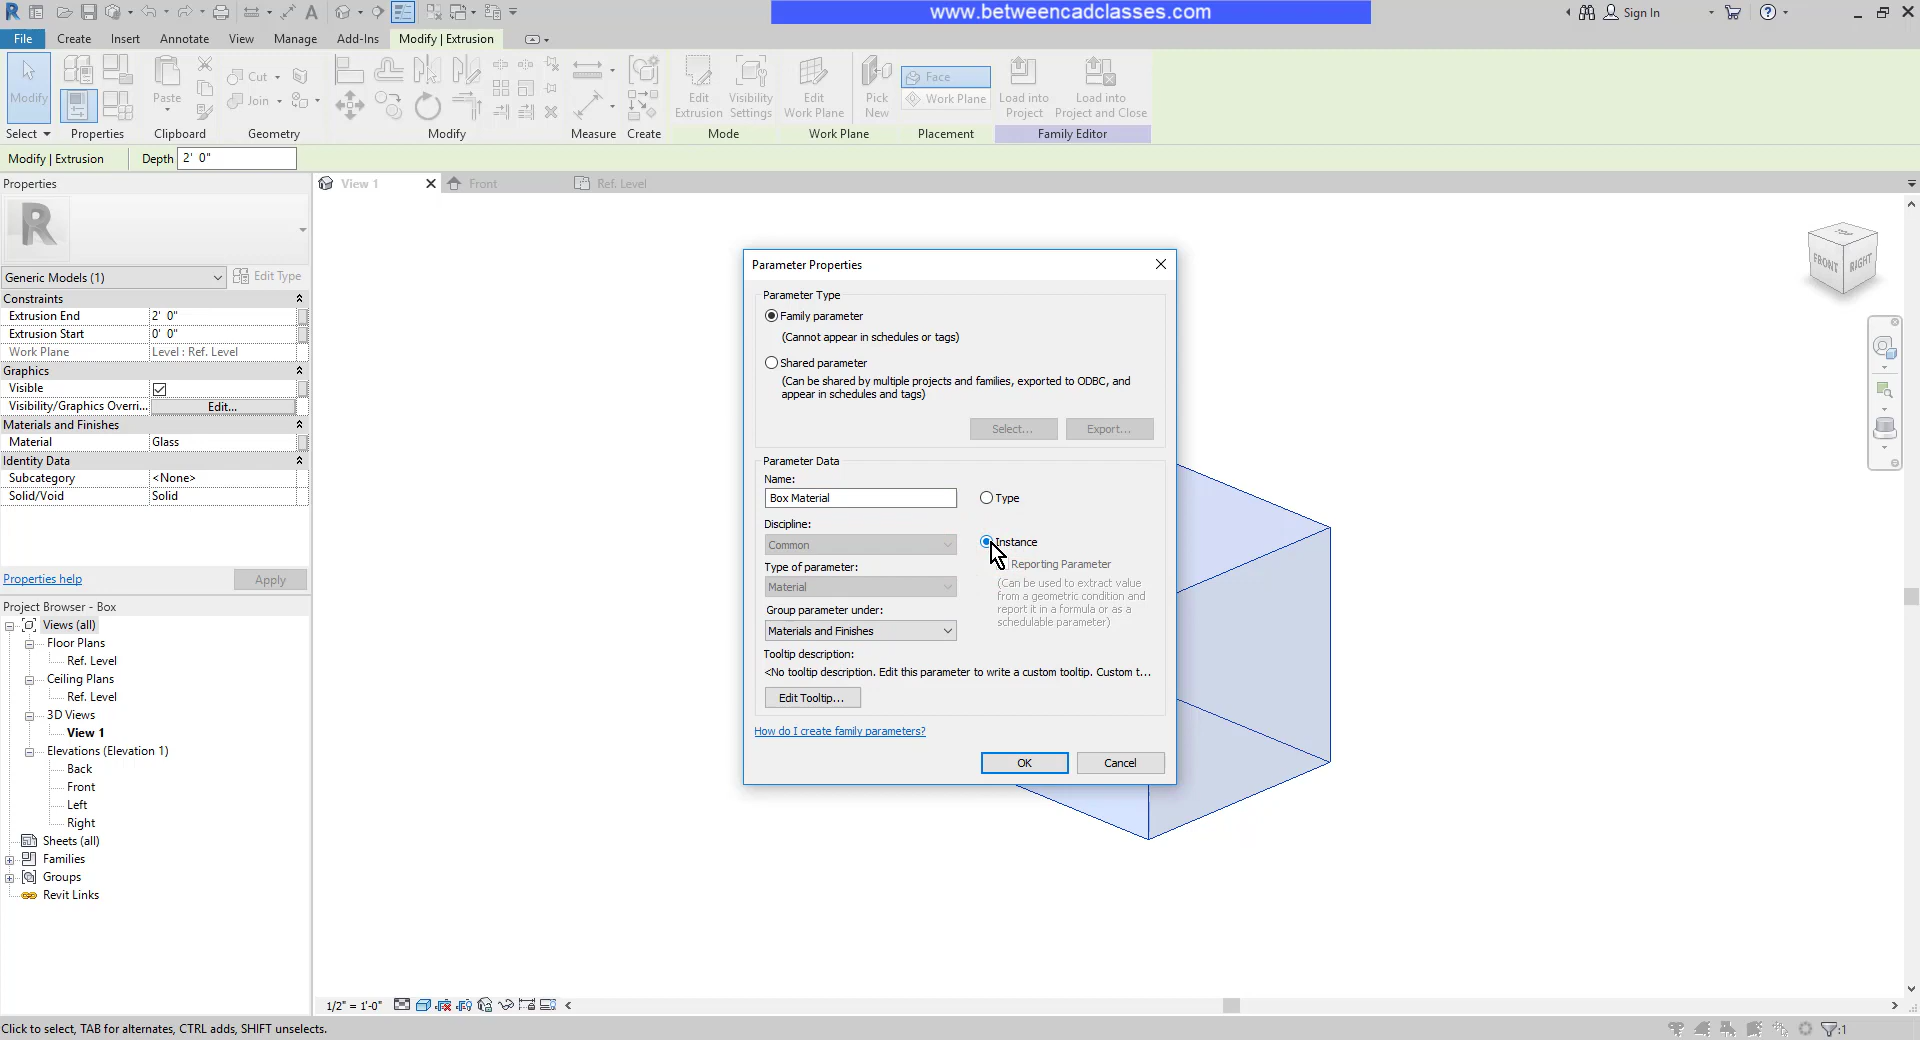 www.betweencadclasses.com
Sign In
File Create Insert Annotate View Manage Add-Ins Modify | Extrusion
Modify
Paste
Cut
Join
Edit Extrusion
Visibility Settings
Edit Work Plane
Pick New
Face
Work Plane
Load into Project
Load into Project and Close
Select Properties Clipboard Geometry Modify Measure Create Mode Work Plane Placement Family Editor
Modify | Extrusion Depth 2' 0"
Properties
View 1 Front Ref. Level
R
Generic Models (1) Edit Type
Constraints
Extrusion End 2' 0"
Extrusion Start 0' 0"
Work Plane Level : Ref. Level
Graphics
Visible
Visibility/Graphics Overri... Edit...
Materials and Finishes
Material Glass
Identity Data
Subcategory <None>
Solid/Void Solid
Properties help Apply
Project Browser - Box
Views (all)
Floor Plans
Ref. Level
Ceiling Plans
Ref. Level
3D Views
View 1
Elevations (Elevation 1)
Back
Front
Left
Right
Sheets (all)
Families
Groups
Revit Links
Parameter Properties
Parameter Type
Family parameter
(Cannot appear in schedules or tags)
Shared parameter
(Can be shared by multiple projects and families, exported to ODBC, and
appear in schedules and tags)
Select... Export...
Parameter Data
Name:
Box Material
Type
Discipline:
Common
Instance
Type of parameter:
Reporting Parameter
Material
(Can be used to extract value
from a geometric condition and
report it in a formula or as a
schedulable parameter)
Group parameter under:
Materials and Finishes
Tooltip description:
<No tooltip description. Edit this parameter to write a custom tooltip. Custom t...
Edit Tooltip...
How do I create family parameters?
OK Cancel
TOP
FRONT RIGHT
1/2" = 1'-0"
Click to select, TAB for alternates, CTRL adds, SHIFT unselects.
:1